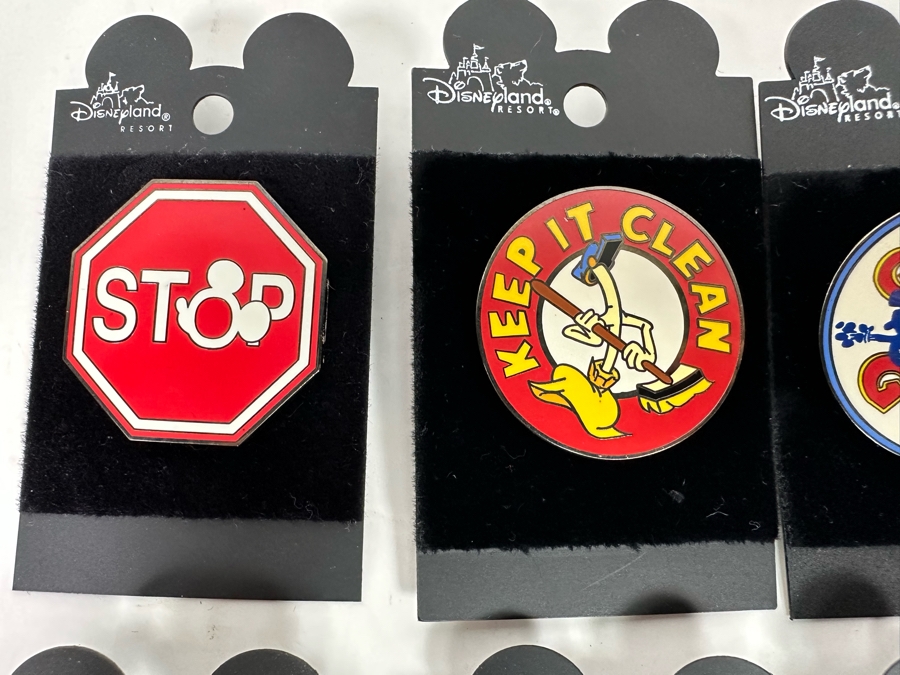 Disneyland®
RESORT
STOP
Disneyland®
RESORT®
KEEP IT CLEAN
Disneyland®
RESORT